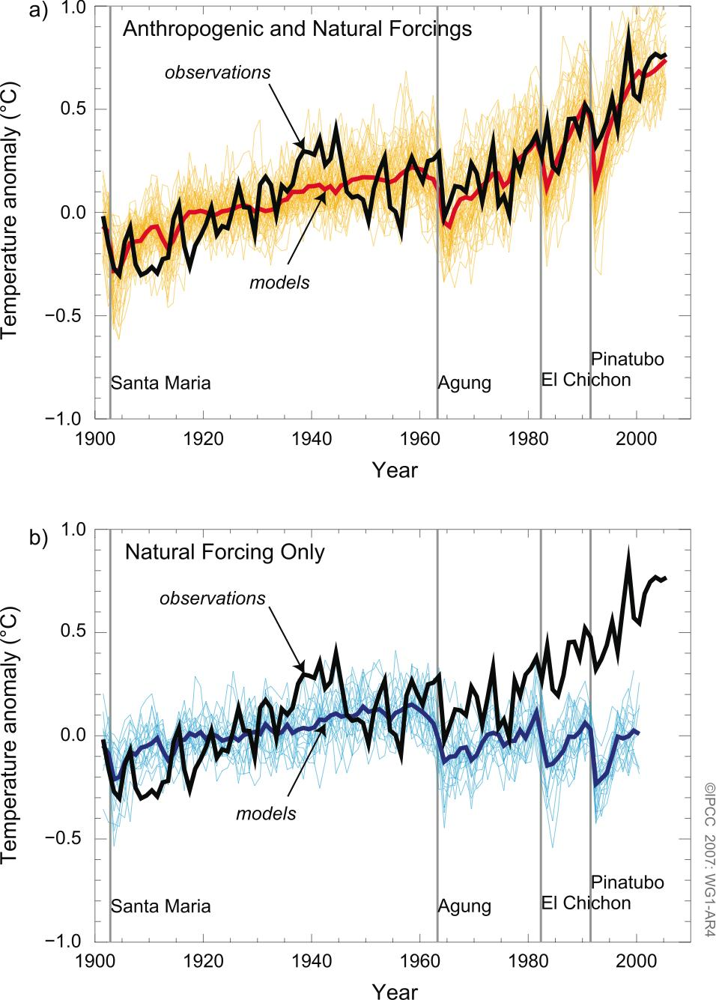 a)
1.0
Anthropogenic and Natural Forcings
observations
0.5
Temperature anomaly (°C)
0.0
models
−0.5
Pinatubo
Santa Maria
Agung
El Chichon
−1.0
1900
1920
1940
1960
1980
2000
Year
b)
1.0
Natural Forcing Only
observations
0.5
Temperature anomaly (°C)
0.0
models
−0.5
Pinatubo
Santa Maria
Agung
El Chichon
−1.0
1900
1920
1940
1960
1980
2000
Year
©IPCC 2007: WG1-AR4